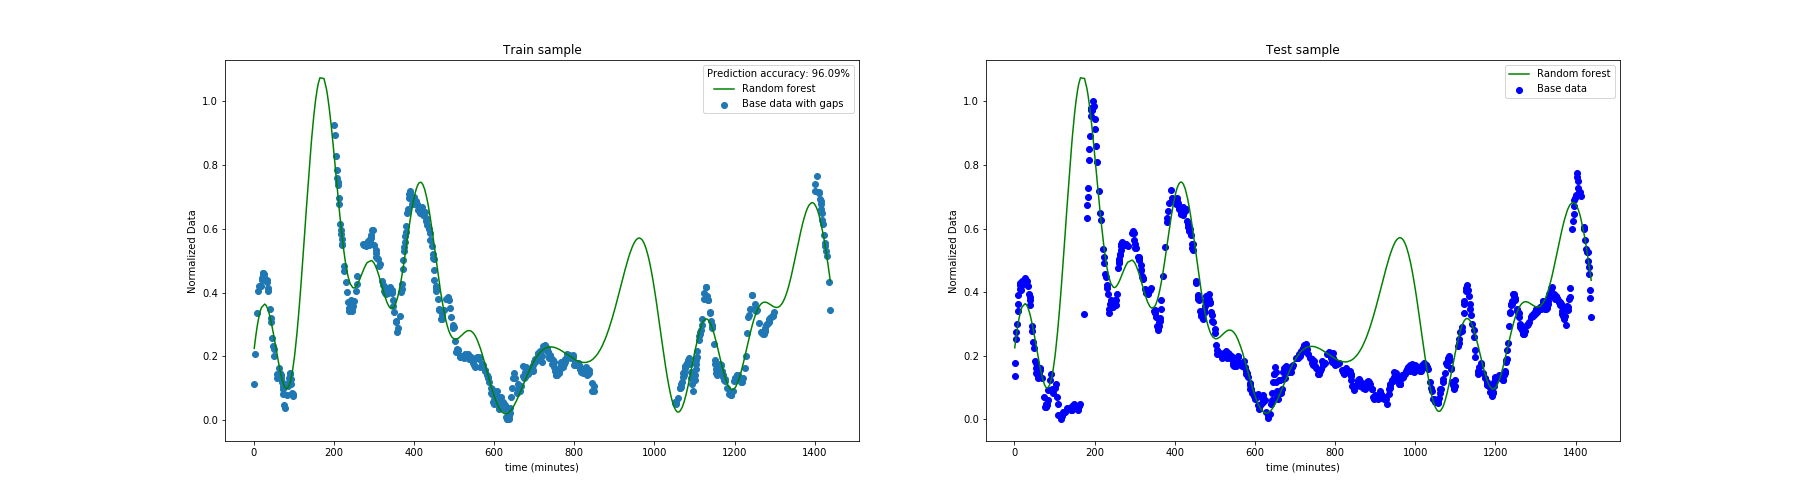 Train sample
Prediction accuracy: 96.09%
Random forest
Base data with gaps
Normalized Data
1.0
0.8
0.6
0.4
0.2
0.0
0 200 400 600 800 1000 1200 1400
time (minutes)
Test sample
Random forest
Base data
Normalized Data
1.0
0.8
0.6
0.4
0.2
0.0
0 200 400 600 800 1000 1200 1400
time (minutes)